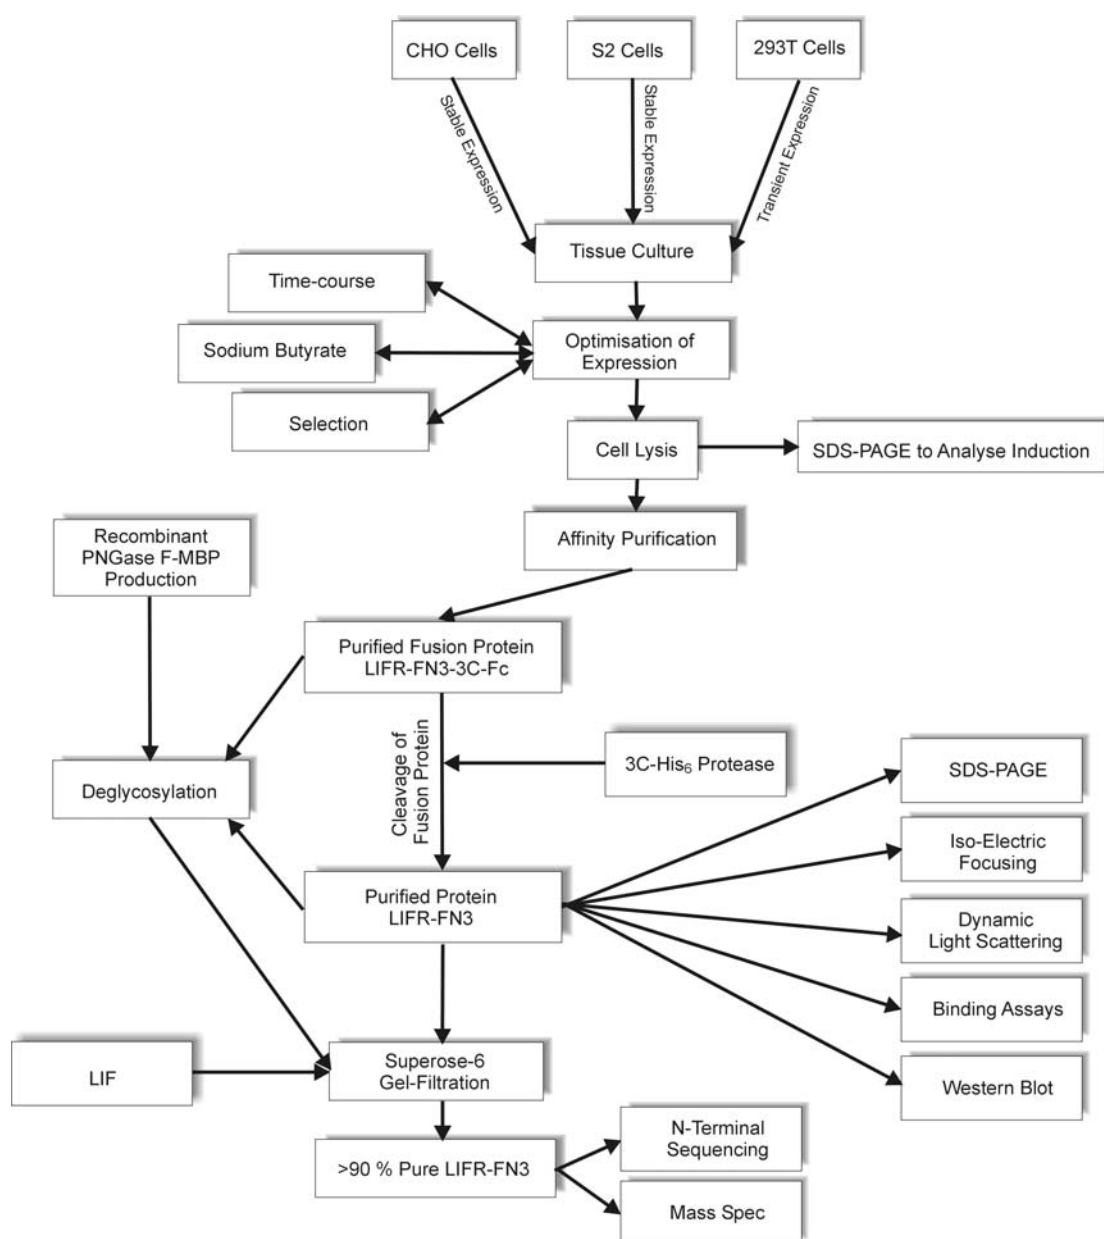 CHO Cells
S2 Cells
293T Cells
Stable Expression
Stable Expression
Transient Expression
Tissue Culture
Time-course
Optimisation of
Expression
Sodium Butyrate
Selection
Cell Lysis
SDS-PAGE to Analyse Induction
Affinity Purification
Recombinant
PNGase F-MBP
Production
Purified Fusion Protein
LIFR-FN3-3C-Fc
Cleavage of
Fusion Protein
3C-His₆ Protease
Deglycosylation
SDS-PAGE
Iso-Electric
Focusing
Purified Protein
LIFR-FN3
Dynamic
Light Scattering
Binding Assays
LIF
Superose-6
Gel-Filtration
Western Blot
>90 % Pure LIFR-FN3
N-Terminal
Sequencing
Mass Spec